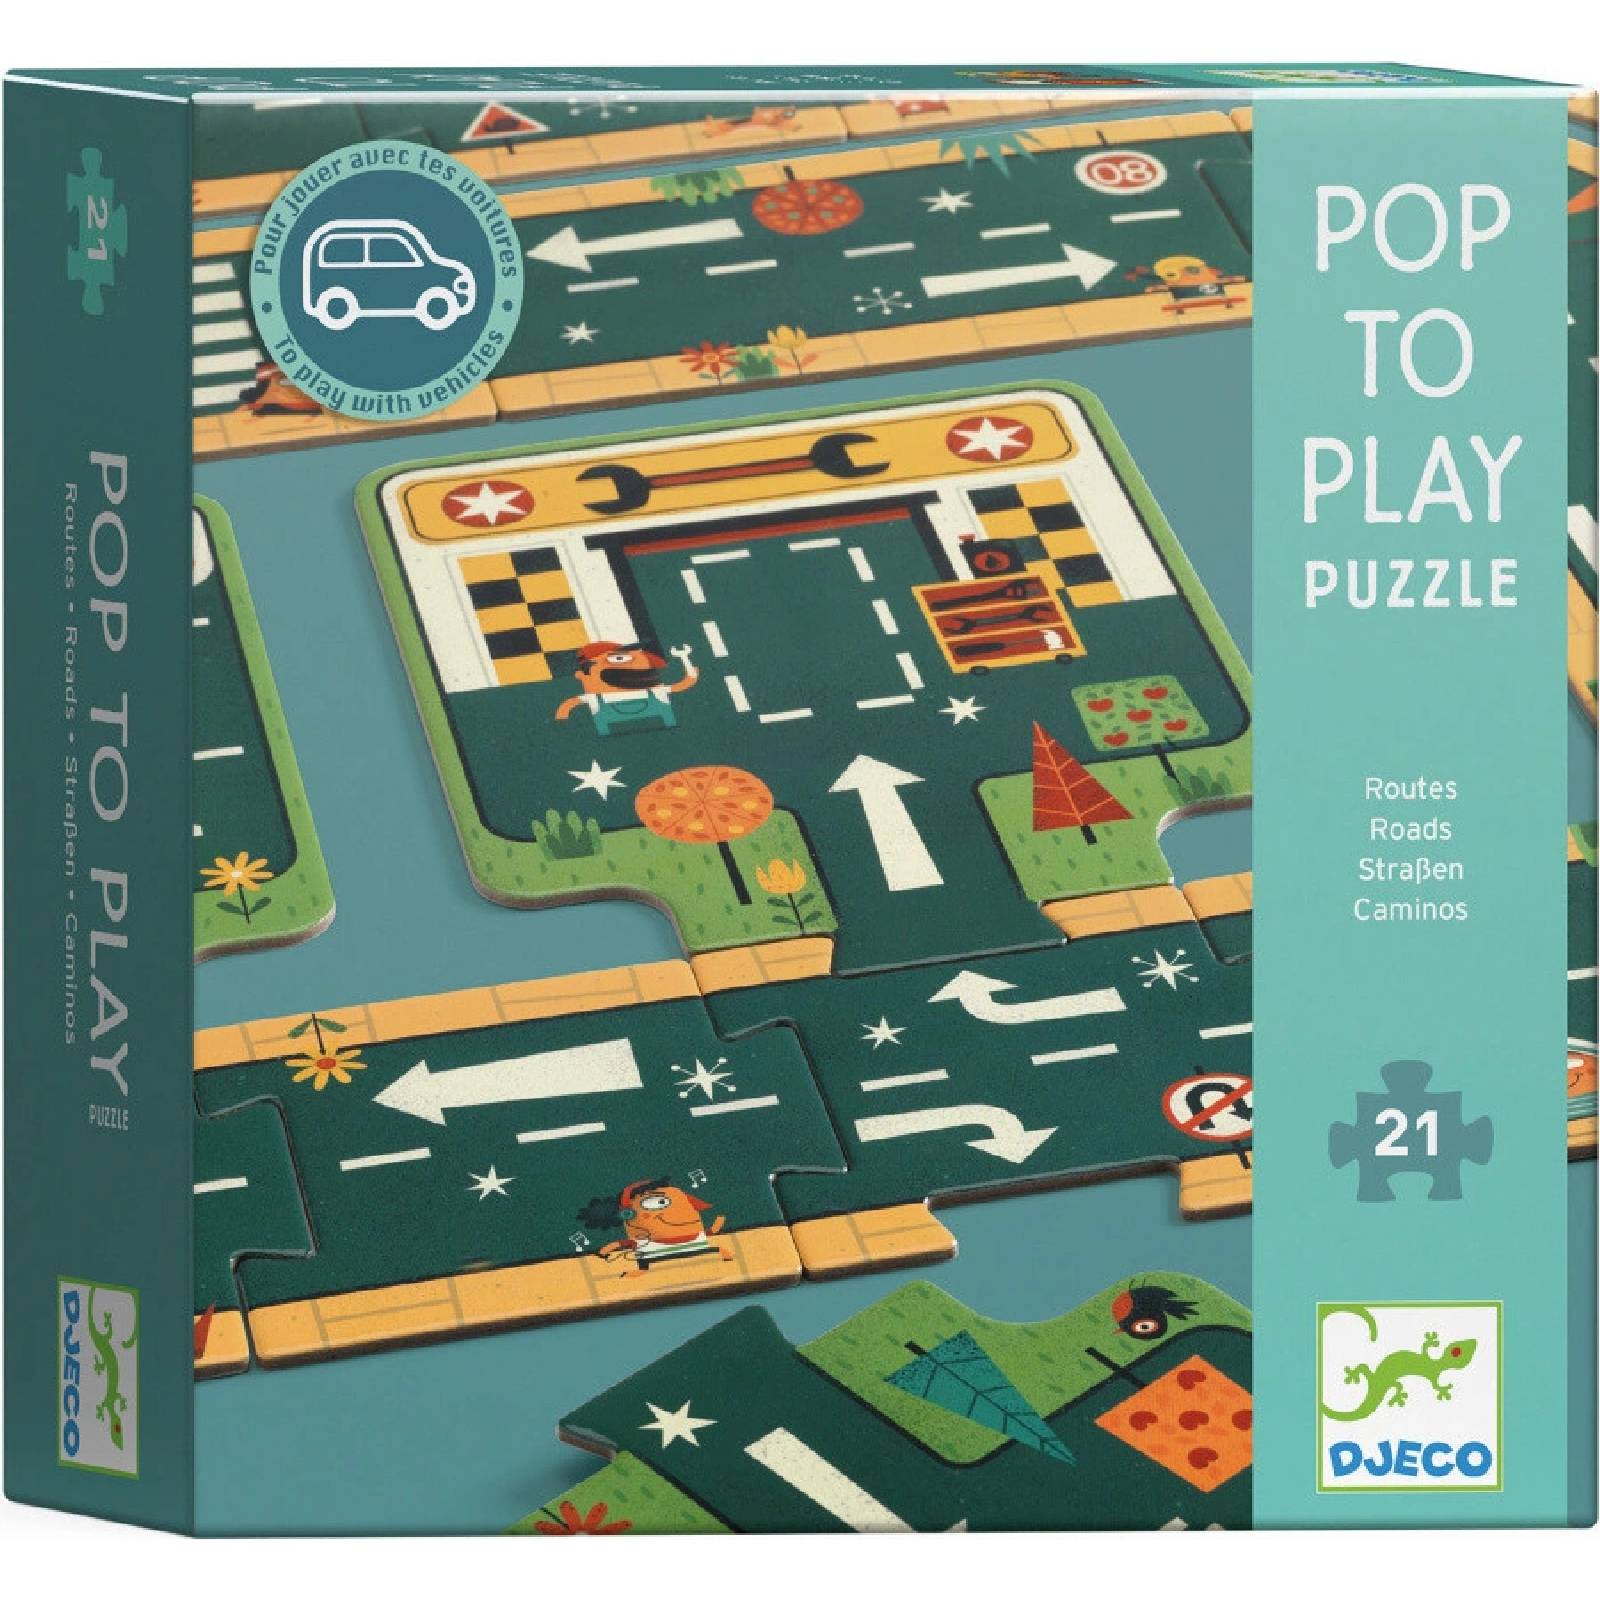 Pour jouer avec tes voitures
To play with vehicles
08
POP
TO
PLAY
PUZZLE
Routes
Roads
Straßen
Caminos
21
DJECO
21
POP TO PLAY PUZZLE
Routes • Roads • Straßen • Caminos
DJECO